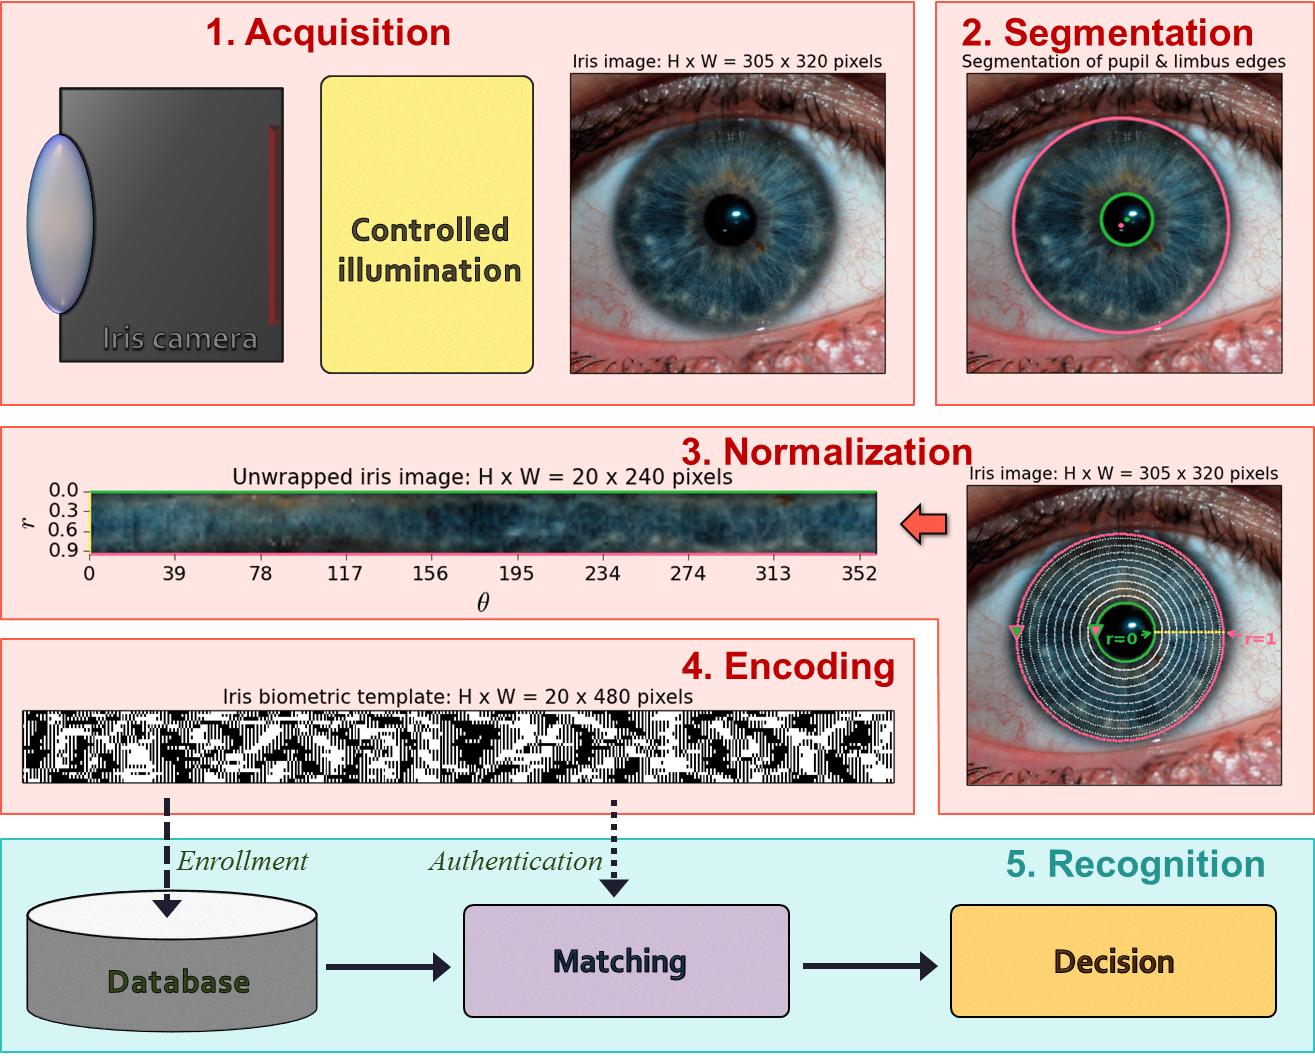 1. Acquisition
Iris camera
Controlled
illumination
Iris image: H x W = 305 x 320 pixels
2. Segmentation
Segmentation of pupil & limbus edges
3. Normalization
Unwrapped iris image: H x W = 20 x 240 pixels
0.0
0.3
0.6
0.9
r
0 39 78 117 156 195 234 274 313 352
θ
Iris image: H x W = 305 x 320 pixels
r=0
r=1
4. Encoding
Iris biometric template: H x W = 20 x 480 pixels
Enrollment
Authentication
5. Recognition
Database
Matching
Decision